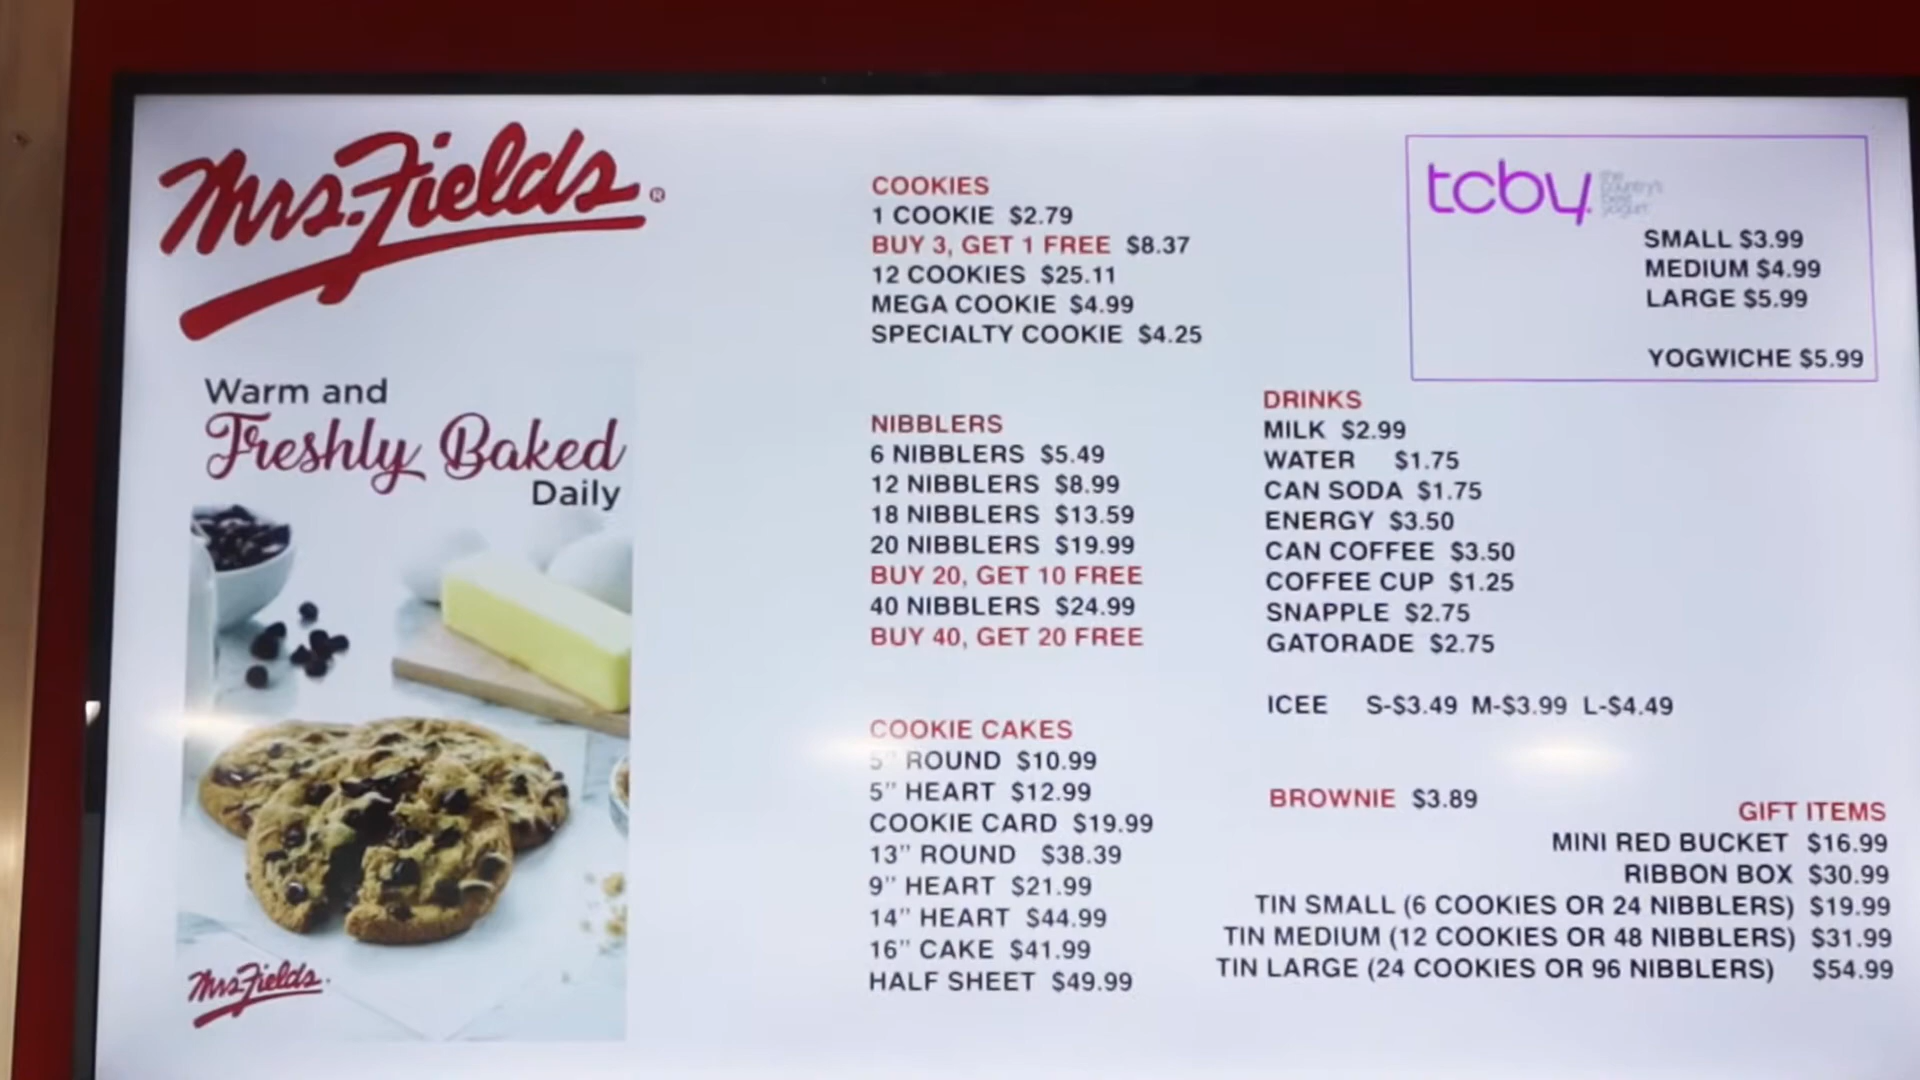 Mrs. Fields®
Warm and
Freshly Baked
Daily
Mrs. Fields
COOKIES
1 COOKIE $2.79
BUY 3, GET 1 FREE $8.37
12 COOKIES $25.11
MEGA COOKIE $4.99
SPECIALTY COOKIE $4.25
NIBBLERS
6 NIBBLERS $5.49
12 NIBBLERS $8.99
18 NIBBLERS $13.59
20 NIBBLERS $19.99
BUY 20, GET 10 FREE
40 NIBBLERS $24.99
BUY 40, GET 20 FREE
COOKIE CAKES
5" ROUND $10.99
5" HEART $12.99
COOKIE CARD $19.99
13" ROUND $38.39
9" HEART $21.99
14" HEART $44.99
16" CAKE $41.99
HALF SHEET $49.99
tcby
the
country's
best
yogurt
SMALL $3.99
MEDIUM $4.99
LARGE $5.99
YOGWICHE $5.99
DRINKS
MILK $2.99
WATER $1.75
CAN SODA $1.75
ENERGY $3.50
CAN COFFEE $3.50
COFFEE CUP $1.25
SNAPPLE $2.75
GATORADE $2.75
ICEE S-$3.49 M-$3.99 L-$4.49
BROWNIE $3.89
GIFT ITEMS
MINI RED BUCKET $16.99
RIBBON BOX $30.99
TIN SMALL (6 COOKIES OR 24 NIBBLERS) $19.99
TIN MEDIUM (12 COOKIES OR 48 NIBBLERS) $31.99
TIN LARGE (24 COOKIES OR 96 NIBBLERS) $54.99